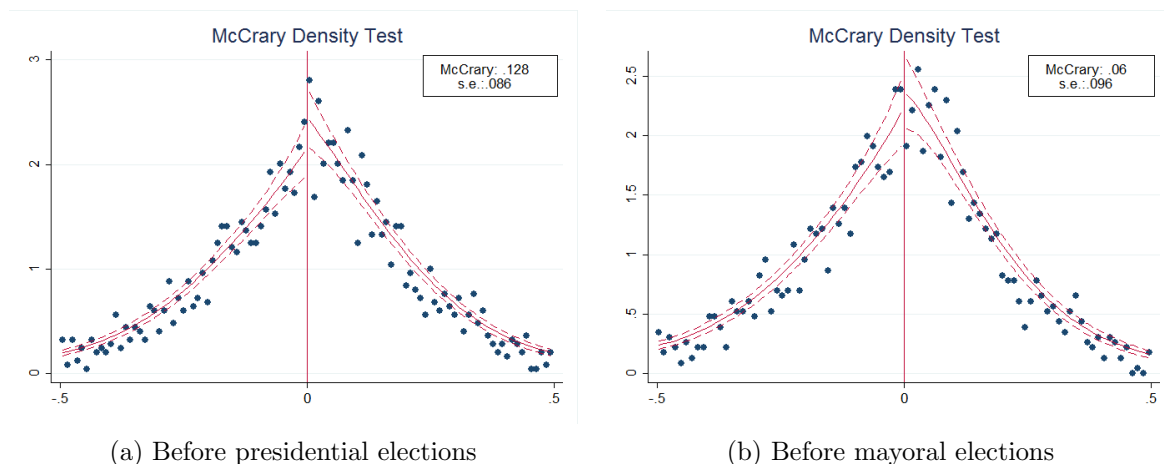 McCrary Density Test
McCrary: .128
s.e.:.086
3
2
1
0
-.5
0
.5
(a) Before presidential elections
McCrary Density Test
McCrary: .06
s.e.:.096
2.5
2
1.5
1
.5
0
-.5
0
.5
(b) Before mayoral elections